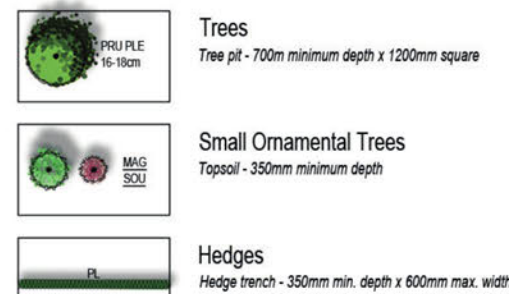 PRU PLE
16-18cm
Trees
Tree pit - 700m minimum depth x 1200mm square
MAG
SOU
Small Ornamental Trees
Topsoil - 350mm minimum depth
PL
Hedges
Hedge trench - 350mm min. depth x 600mm max. width